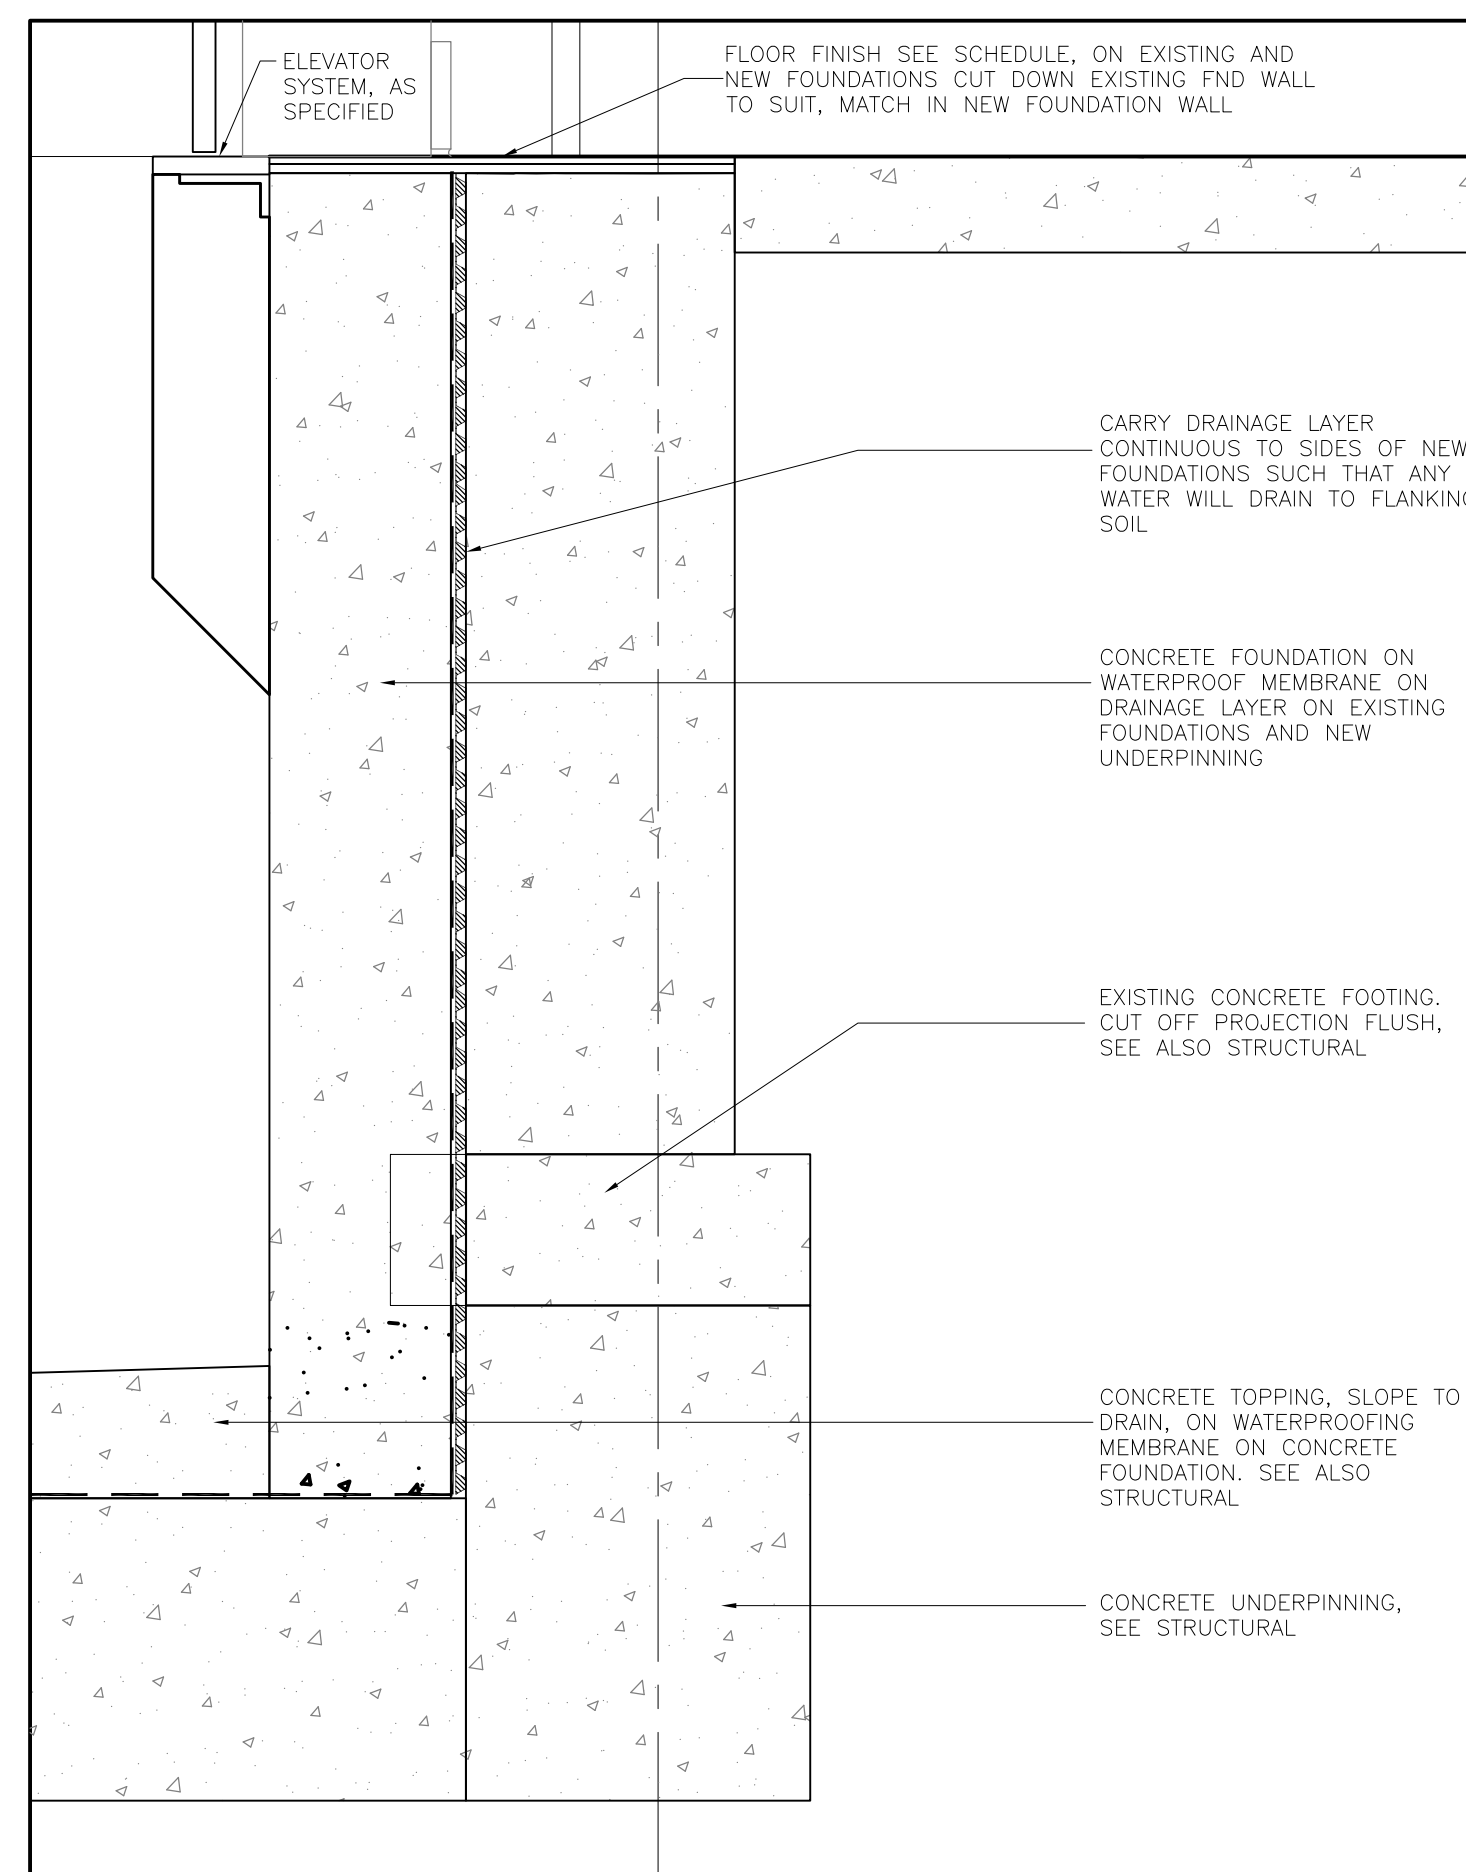 ELEVATOR
SYSTEM, AS
SPECIFIED
FLOOR FINISH SEE SCHEDULE, ON EXISTING AND
NEW FOUNDATIONS CUT DOWN EXISTING FND WALL
TO SUIT, MATCH IN NEW FOUNDATION WALL
CARRY DRAINAGE LAYER
CONTINUOUS TO SIDES OF NEW
FOUNDATIONS SUCH THAT ANY
WATER WILL DRAIN TO FLANKING
SOIL
CONCRETE FOUNDATION ON
WATERPROOF MEMBRANE ON
DRAINAGE LAYER ON EXISTING
FOUNDATIONS AND NEW
UNDERPINNING
EXISTING CONCRETE FOOTING.
CUT OFF PROJECTION FLUSH,
SEE ALSO STRUCTURAL
CONCRETE TOPPING, SLOPE TO
DRAIN, ON WATERPROOFING
MEMBRANE ON CONCRETE
FOUNDATION. SEE ALSO
STRUCTURAL
CONCRETE UNDERPINNING,
SEE STRUCTURAL